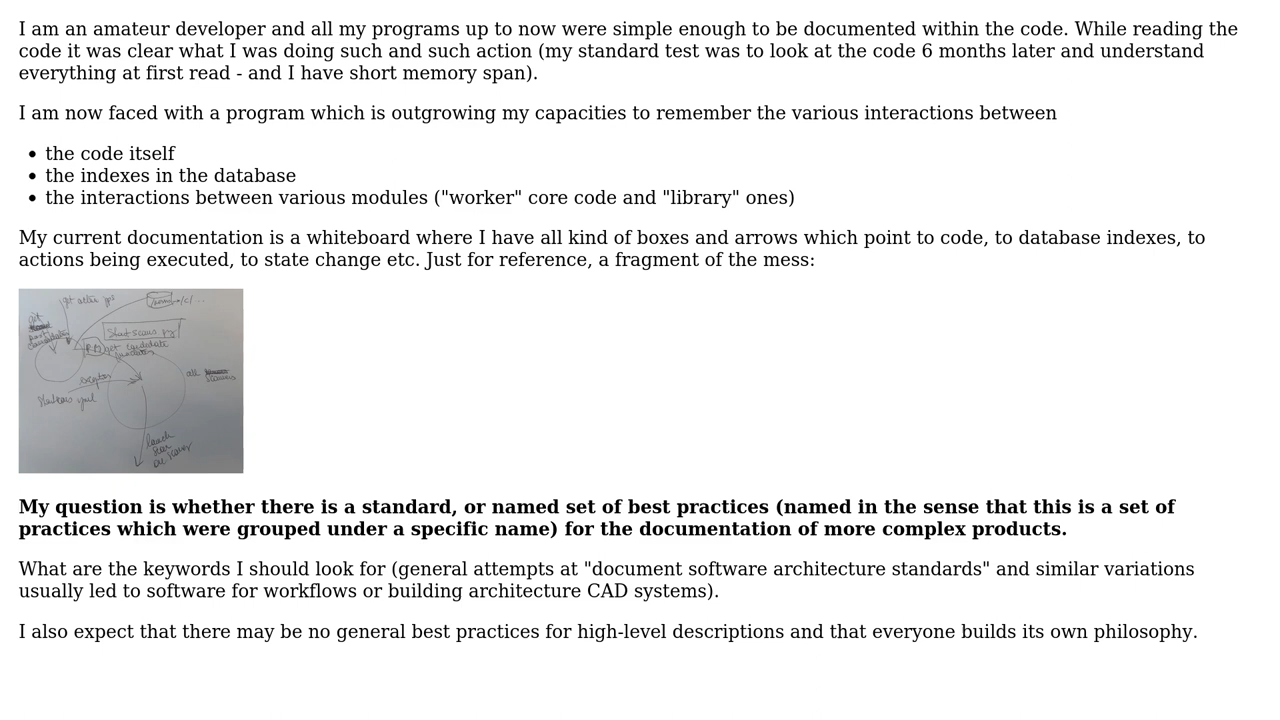 I am an amateur developer and all my programs up to now were simple enough to be documented within the code. While reading the
code it was clear what I was doing such and such action (my standard test was to look at the code 6 months later and understand
everything at first read - and I have short memory span).
I am now faced with a program which is outgrowing my capacities to remember the various interactions between
• the code itself
• the indexes in the database
• the interactions between various modules ("worker" core code and "library" ones)
My current documentation is a whiteboard where I have all kind of boxes and arrows which point to code, to database indexes, to
actions being executed, to state change etc. Just for reference, a fragment of the mess:
get
get candidate
all
launch
scan
My question is whether there is a standard, or named set of best practices (named in the sense that this is a set of
practices which were grouped under a specific name) for the documentation of more complex products.
What are the keywords I should look for (general attempts at "document software architecture standards" and similar variations
usually led to software for workflows or building architecture CAD systems).
I also expect that there may be no general best practices for high-level descriptions and that everyone builds its own philosophy.